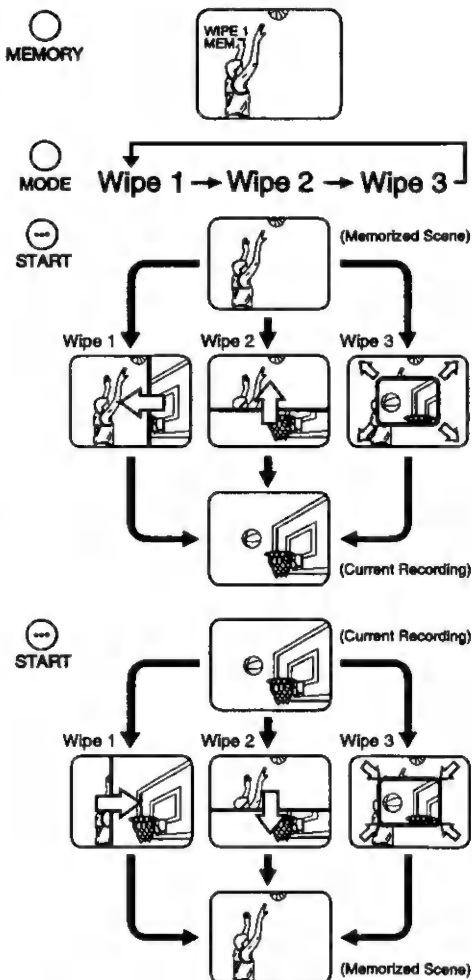 WIPE 1
MEM.
MEMORY
MODE
Wipe 1 → Wipe 2 → Wipe 3
START
(Memorized Scene)
Wipe 1
Wipe 2
Wipe 3
(Current Recording)
START
(Current Recording)
Wipe 1
Wipe 2
Wipe 3
(Memorized Scene)